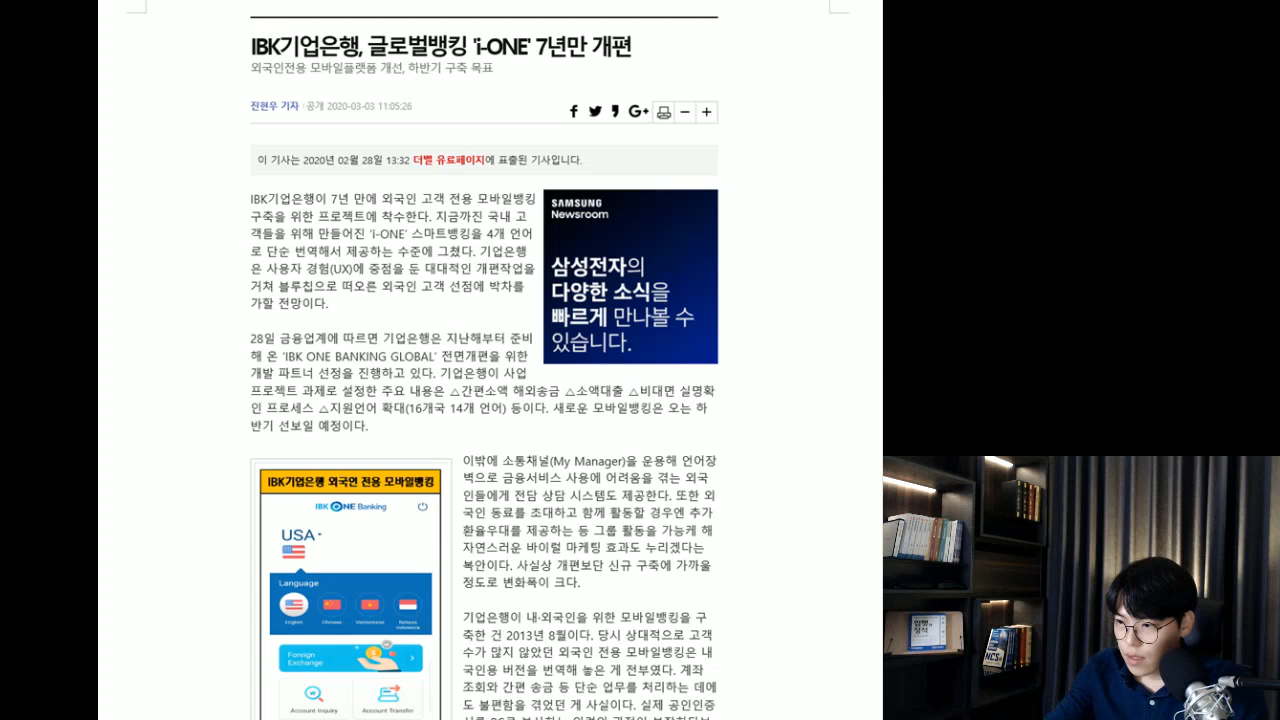 IBK기업은행, 글로벌뱅킹 'i-ONE' 7년만 개편
외국인전용 모바일플랫폼 개선, 하반기 구축 목표
진현우 기자 공개 2020-03-03 11:05:26
이 기사는 2020년 02월 28일 13:32 더벨 유료페이지에 표출된 기사입니다.
IBK기업은행이 7년 만에 외국인 고객 전용 모바일뱅킹
구축을 위한 프로젝트에 착수한다. 지금까진 국내 고
객들을 위해 만들어진 'i-ONE' 스마트뱅킹을 4개 언어
로 단순 번역해서 제공하는 수준에 그쳤다. 기업은행
은 사용자 경험(UX)에 중점을 둔 대대적인 개편작업을
거쳐 블루칩으로 떠오른 외국인 고객 선점에 박차를
가할 전망이다.
SAMSUNG
Newsroom
삼성전자의
다양한 소식을
빠르게 만나볼 수
있습니다.
28일 금융업계에 따르면 기업은행은 지난해부터 준비
해 온 'IBK ONE BANKING GLOBAL' 전면개편을 위한
개발 파트너 선정을 진행하고 있다. 기업은행이 사업
프로젝트 과제로 설정한 주요 내용은 △간편소액 해외송금 △소액대출 △비대면 실명확
인 프로세스 △지원언어 확대(16개국 14개 언어) 등이다. 새로운 모바일뱅킹은 오는 하
반기 선보일 예정이다.
IBK기업은행 외국인 전용 모바일뱅킹
IBK ONE Banking
USA
Language
English Chinese Vietnamese Bahasa Indonesia
Foreign
Exchange
Account Inquiry Account Transfer
이밖에 소통채널(My Manager)을 운용해 언어장
벽으로 금융서비스 사용에 어려움을 겪는 외국
인들에게 전담 상담 시스템도 제공한다. 또한 외
국인 동료를 초대하고 함께 활동할 경우엔 추가
환율우대를 제공하는 등 그룹 활동을 가능케 해
자연스러운 바이럴 마케팅 효과도 누리겠다는
복안이다. 사실상 개편보단 신규 구축에 가까울
정도로 변화폭이 크다.
기업은행이 내·외국인을 위한 모바일뱅킹을 구
축한 건 2013년 8월이다. 당시 상대적으로 고객
수가 많지 않았던 외국인 전용 모바일뱅킹은 내
국인용 버전을 번역해 놓은 게 전부였다. 계좌
조회와 간편 송금 등 단순 업무를 처리하는 데에
도 불편함을 겪었던 게 사실이다. 실제 공인인증
NCS